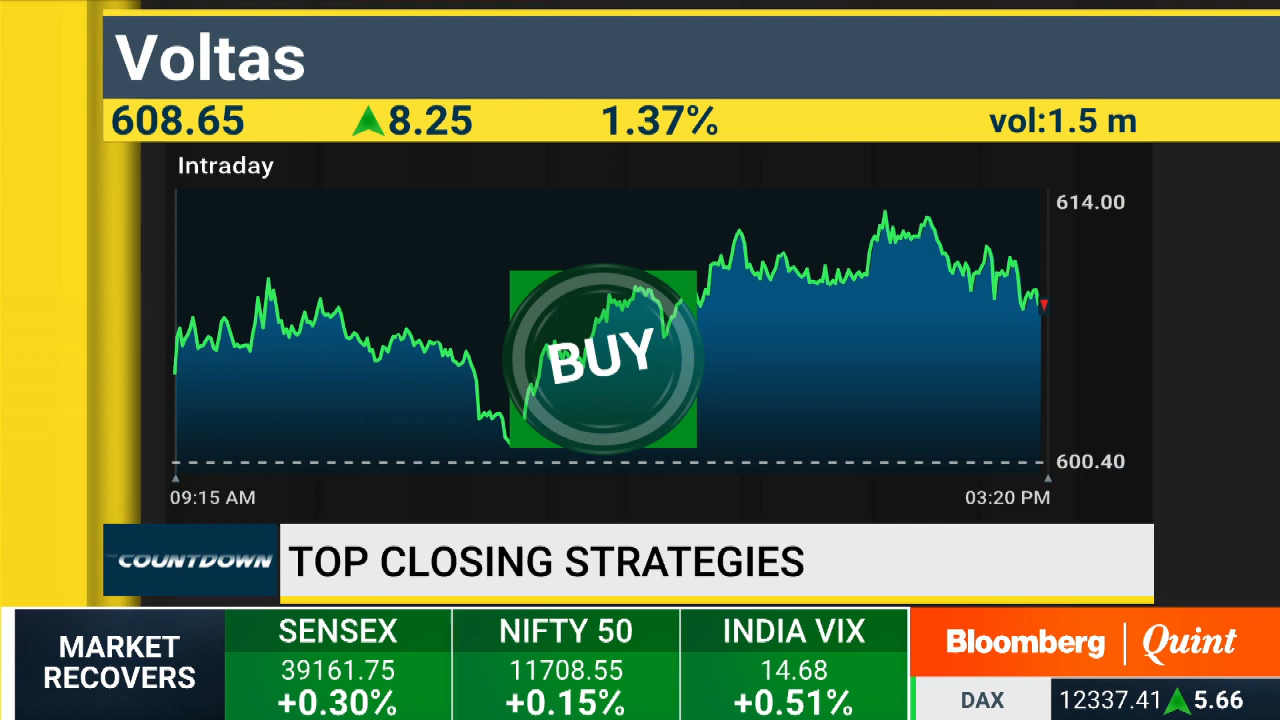 Voltas
608.65 ▲8.25 1.37% vol:1.5 m
Intraday
614.00
BUY
600.40
09:15 AM 03:20 PM
COUNTDOWN TOP CLOSING STRATEGIES
MARKET
RECOVERS
SENSEX
39161.75
+0.30%
NIFTY 50
11708.55
+0.15%
INDIA VIX
14.68
+0.51%
Bloomberg | Quint
DAX 12337.41 ▲ 5.66